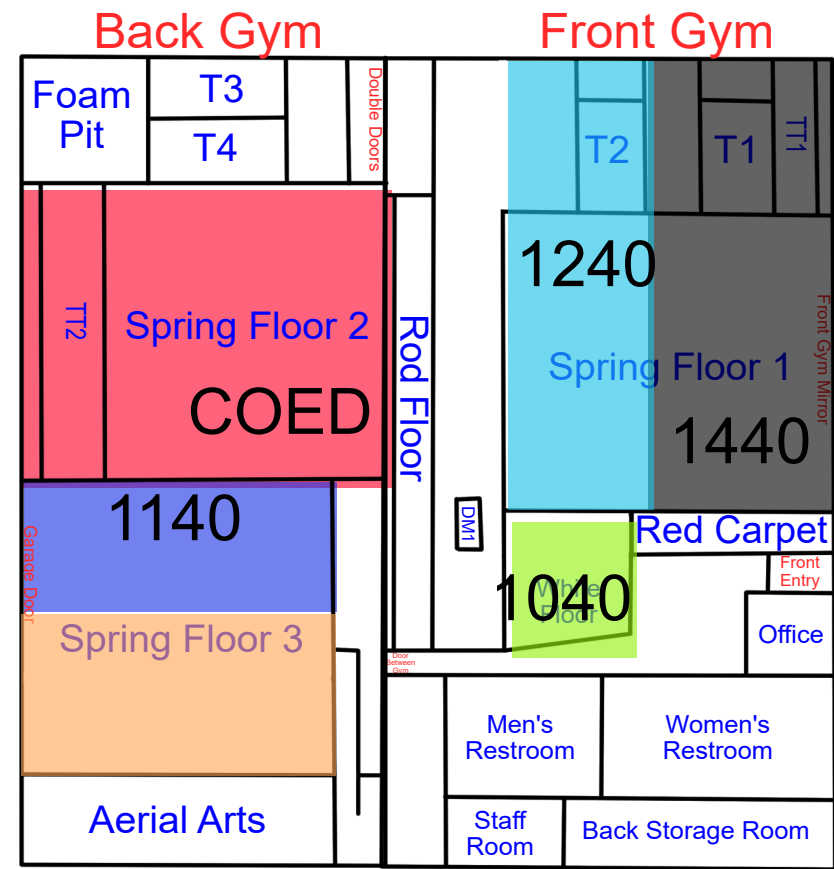 Back Gym
Front Gym
Foam
Pit
T3
T4
Double Doors
T2
T1
TT1
1240
TT2
Spring Floor 2
Rod Floor
Spring Floor 1
Front Gym Mirror
COED
1440
1140
DM1
Red Carpet
Garage Door
Front
Entry
1040
White
Floor
Spring Floor 3
Office
Door
Between
Gym
Men's
Restroom
Women's
Restroom
Aerial Arts
Staff
Room
Back Storage Room